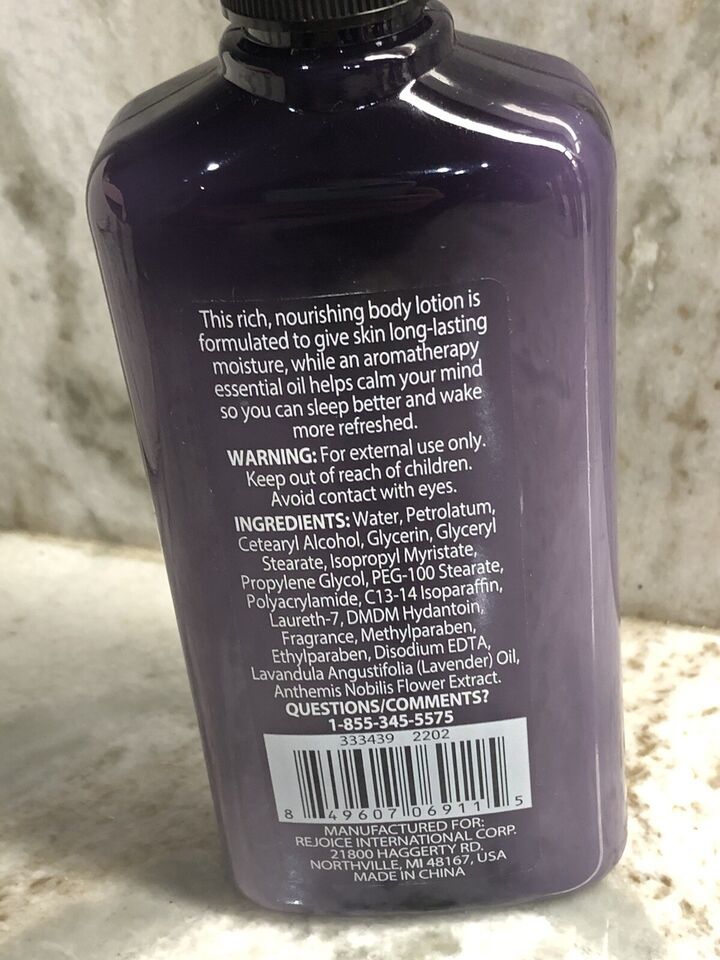 This rich, nourishing body lotion is
formulated to give skin long-lasting
moisture, while an aromatherapy
essential oil helps calm your mind
so you can sleep better and wake
more refreshed.
WARNING: For external use only.
Keep out of reach of children.
Avoid contact with eyes.
INGREDIENTS: Water, Petrolatum,
Cetearyl Alcohol, Glycerin, Glyceryl
Stearate, Isopropyl Myristate,
Propylene Glycol, PEG-100 Stearate,
Polyacrylamide, C13-14 Isoparaffin,
Laureth-7, DMDM Hydantoin,
Fragrance, Methylparaben,
Ethylparaben, Disodium EDTA,
Lavandula Angustifolia (Lavender) Oil,
Anthemis Nobilis Flower Extract.
QUESTIONS/COMMENTS?
1-855-345-5575
333439 2202
8 49607 06911 5
MANUFACTURED FOR:
REJOICE INTERNATIONAL CORP.
21800 HAGGERTY RD.
NORTHVILLE, MI 48167, USA
MADE IN CHINA